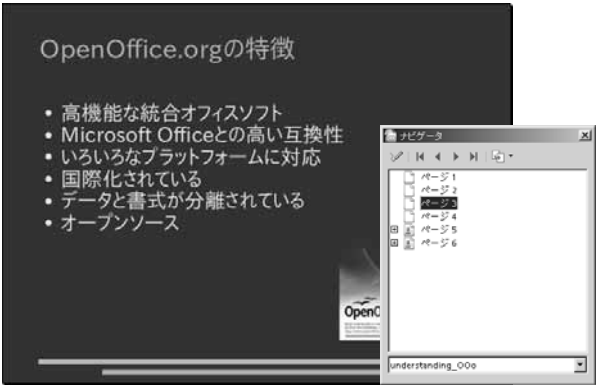 OpenOffice.orgの特徴
• 高機能な統合オフィスソフト
• Microsoft Officeとの高い互換性
• いろいろなプラットフォームに対応
• 国際化されている
• データと書式が分離されている
• オープンソース
ナビゲータ
ページ 1
ページ 2
ページ 3
ページ 4
ページ 5
ページ 6
understanding_OOo